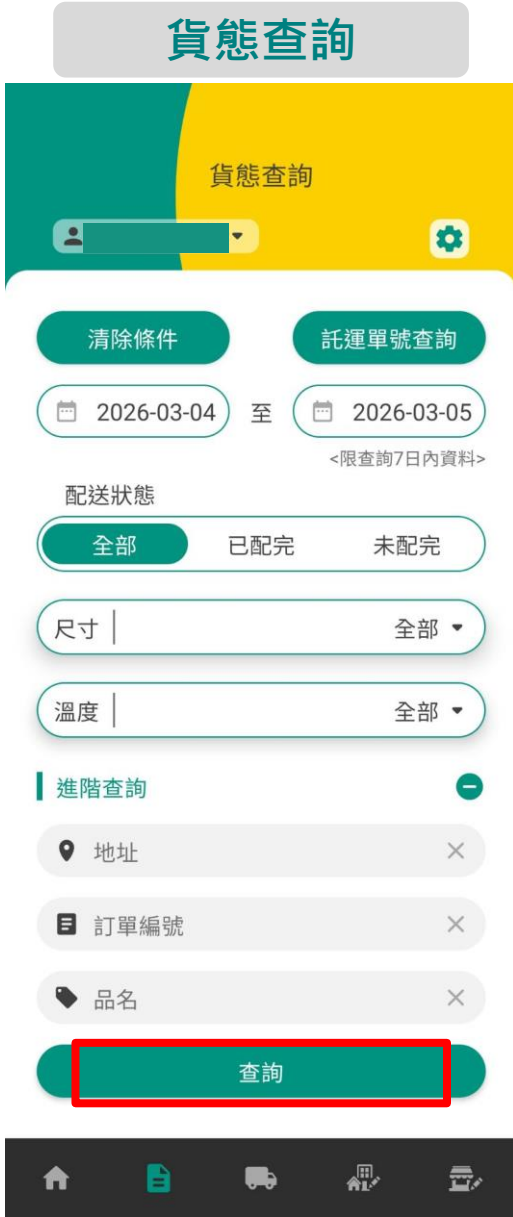 貨態查詢
貨態查詢
清除條件 託運單號查詢
2026-03-04 至 2026-03-05
<限查詢7日內資料>
配送狀態
全部 已配完 未配完
尺寸 全部
溫度 全部
進階查詢
地址
訂單編號
品名
查詢